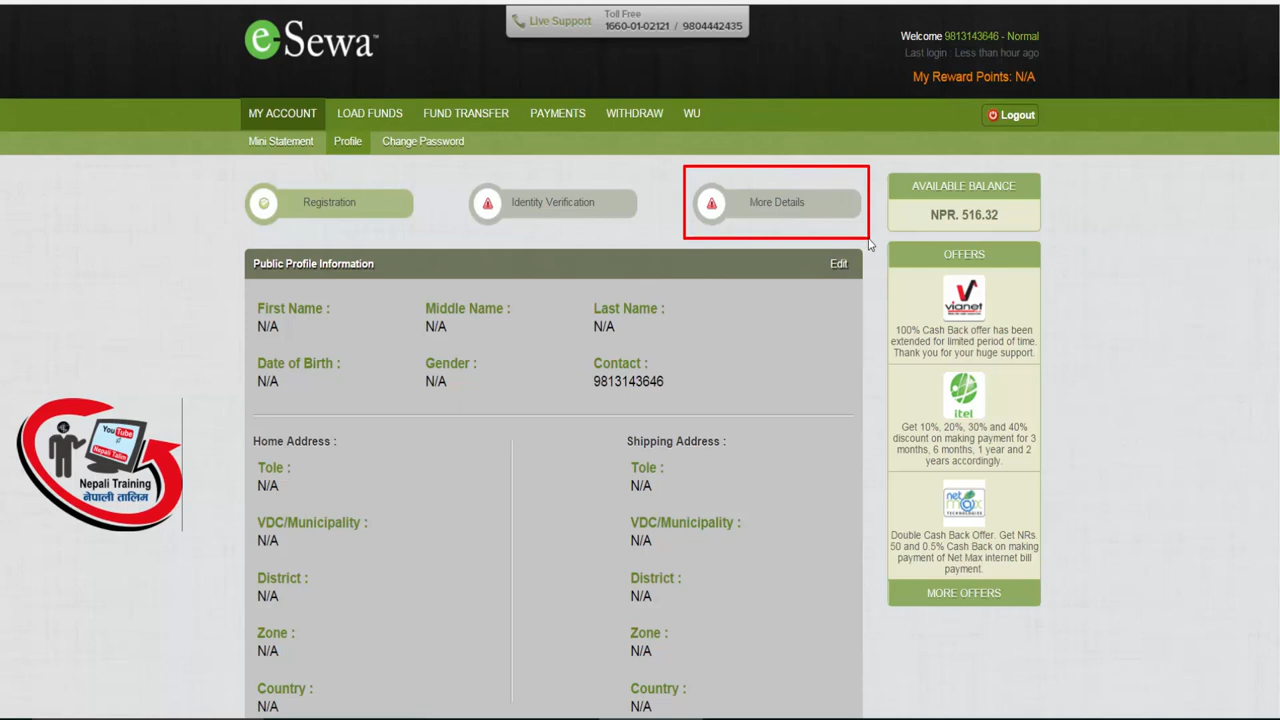 e-Sewa™
Live Support
Toll Free
1660-01-02121 / 9804442435
Welcome 9813143646 - Normal
Last login : Less than hour ago
My Reward Points: N/A
MY ACCOUNT LOAD FUNDS FUND TRANSFER PAYMENTS WITHDRAW WU
Logout
Mini Statement Profile Change Password
Registration Identity Verification More Details
Public Profile Information Edit
First Name : Middle Name : Last Name :
N/A N/A N/A
Date of Birth : Gender : Contact :
N/A N/A 9813143646
Home Address : Shipping Address :
Tole : Tole :
N/A N/A
VDC/Municipality : VDC/Municipality :
N/A N/A
District : District :
N/A N/A
Zone : Zone :
N/A N/A
Country : Country :
N/A N/A
AVAILABLE BALANCE
NPR. 516.32
OFFERS
vianet
100% Cash Back offer has been
extended for limited period of time.
Thank you for your huge support.
itel
Get 10%, 20%, 30% and 40%
discount on making payment for 3
months, 6 months, 1 year and 2
years accordingly.
net max
TECHNOLOGIES
Double Cash Back Offer. Get NRs.
50 and 0.5% Cash Back on making
payment of Net Max internet bill
payment.
MORE OFFERS
You Tube
Nepali Talim
Nepali Training
नेपाली तालिम